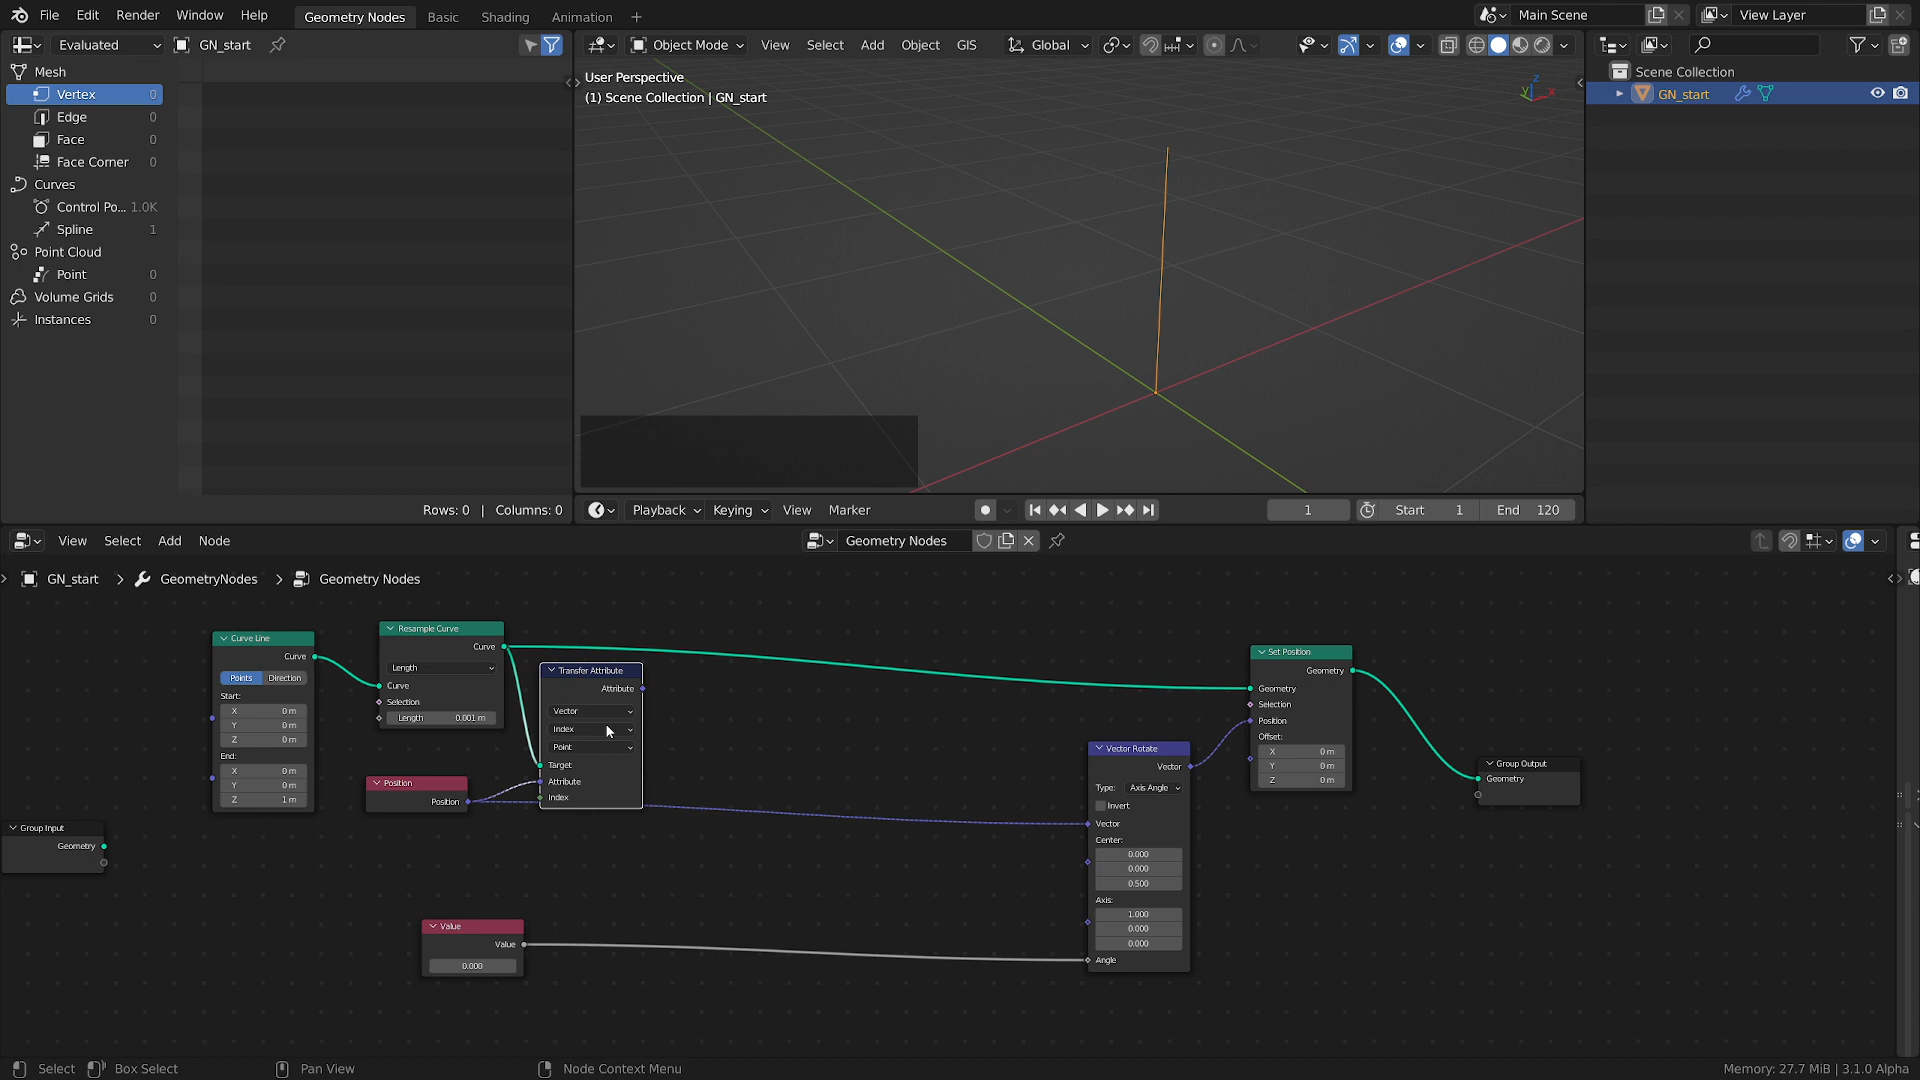 File Edit Render Window Help Geometry Nodes Basic Shading Animation + Main Scene View Layer
Evaluated GN_start
Object Mode View Select Add Object GIS Global
Mesh
Vertex 0
Edge 0
Face 0
Face Corner 0
Curves
Control Po... 1.0K
Spline 1
Point Cloud
Point 0
Volume Grids 0
Instances 0
Rows: 0 | Columns: 0
User Perspective
(1) Scene Collection | GN_start
Z
Y X
Scene Collection
GN_start
Playback Keying View Marker 1 Start 1 End 120
View Select Add Node Geometry Nodes
GN_start > GeometryNodes > Geometry Nodes
Curve Line
Curve
Points Direction
Start:
X 0 m
Y 0 m
Z 0 m
End:
X 0 m
Y 0 m
Z 1 m
Group Input
Geometry
Resample Curve
Curve
Length
Curve
Selection
Length 0.001 m
Position
Position
Value
Value
0.000
Transfer Attribute
Attribute
Vector
Index
Point
Target
Attribute
Index
Vector Rotate
Vector
Type: Axis Angle
Invert
Vector
Center:
0.000
0.000
0.500
Axis:
1.000
0.000
0.000
Angle
Set Position
Geometry
Geometry
Selection
Position
Offset:
X 0 m
Y 0 m
Z 0 m
Group Output
Geometry
Select Box Select Pan View Node Context Menu Memory: 27.7 MiB | 3.1.0 Alpha